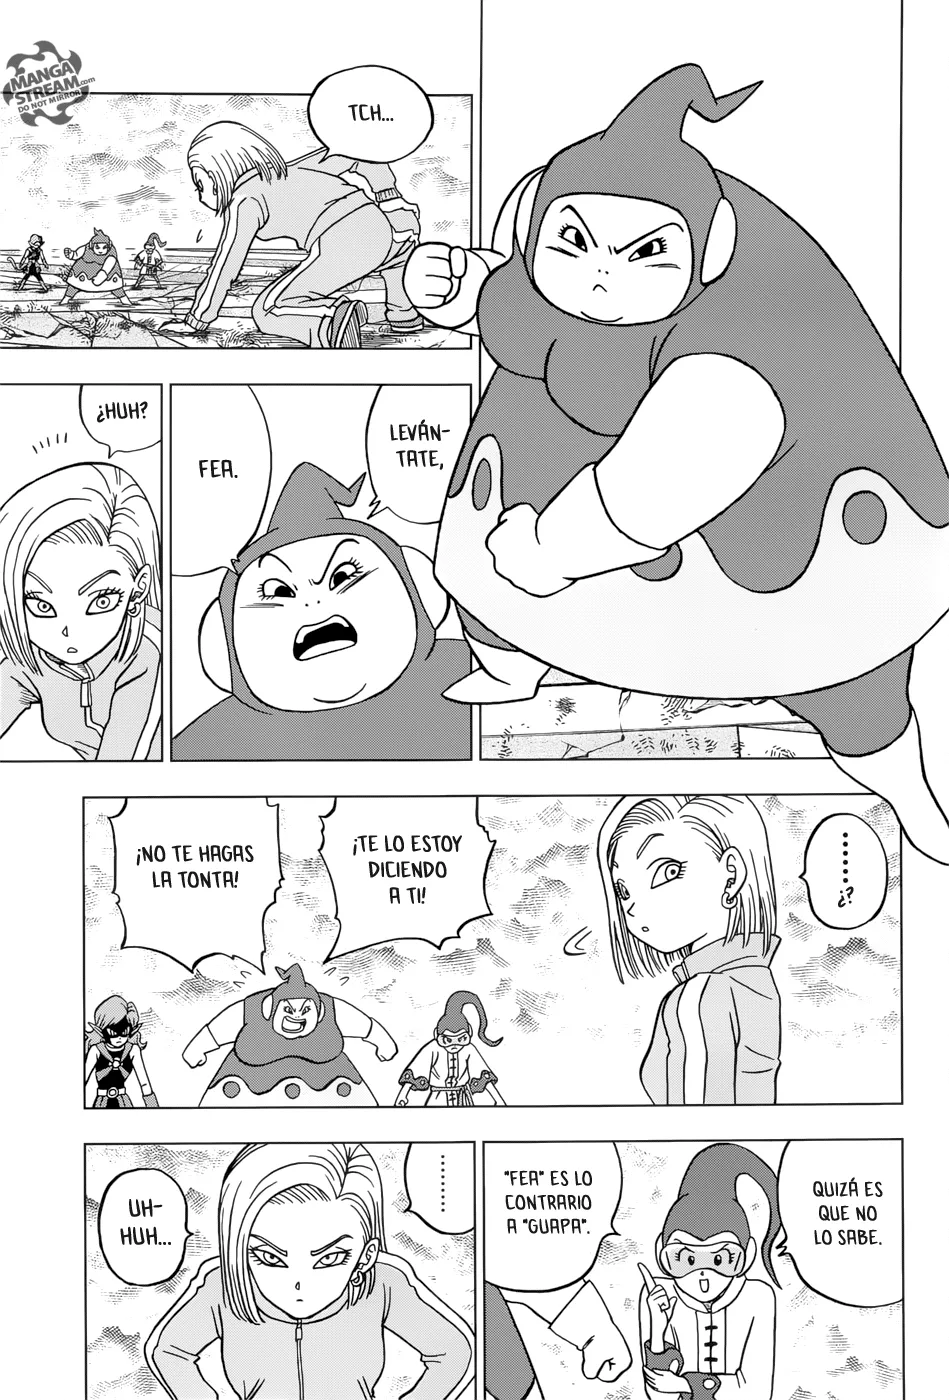 MANGA
STREAM.com
DO NOT MIRROR
TCH...
LEVÁN-
TATE,
FEA.
¿HUH?
......
¿?
¡TE LO ESTOY
DICIENDO
A TI!
¡NO TE HAGAS
LA TONTA!
QUIZÁ ES
QUE NO
LO SABE.
"FEA" ES LO
CONTRARIO
A "GUAPA".
........
UH-
HUH...